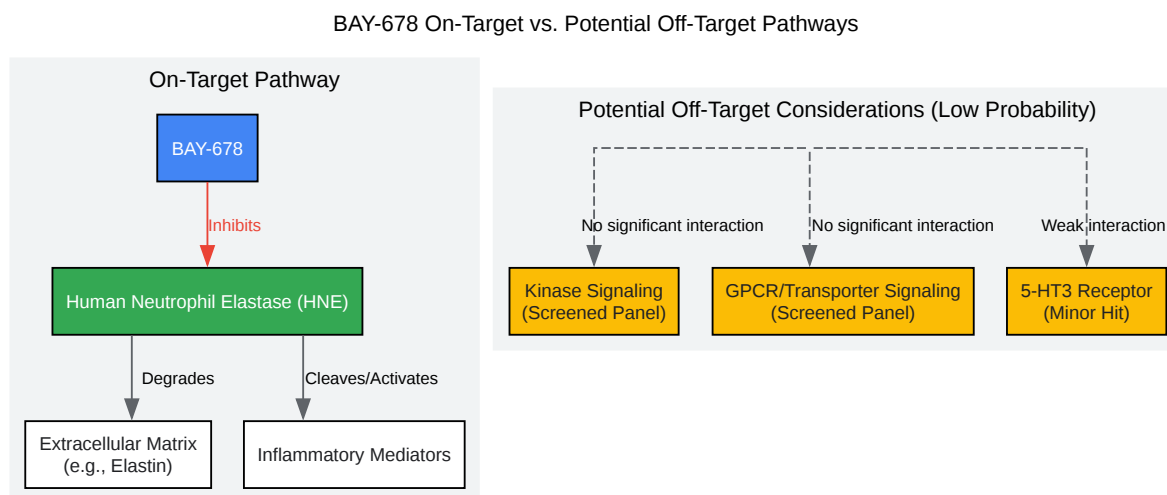 BAY-678 On-Target vs. Potential Off-Target Pathways
On-Target Pathway
BAY-678
Inhibits
Human Neutrophil Elastase (HNE)
Degrades
Cleaves/Activates
Extracellular Matrix
(e.g., Elastin)
Inflammatory Mediators
Potential Off-Target Considerations (Low Probability)
No significant interaction
No significant interaction
Weak interaction
Kinase Signaling
(Screened Panel)
GPCR/Transporter Signaling
(Screened Panel)
5-HT3 Receptor
(Minor Hit)